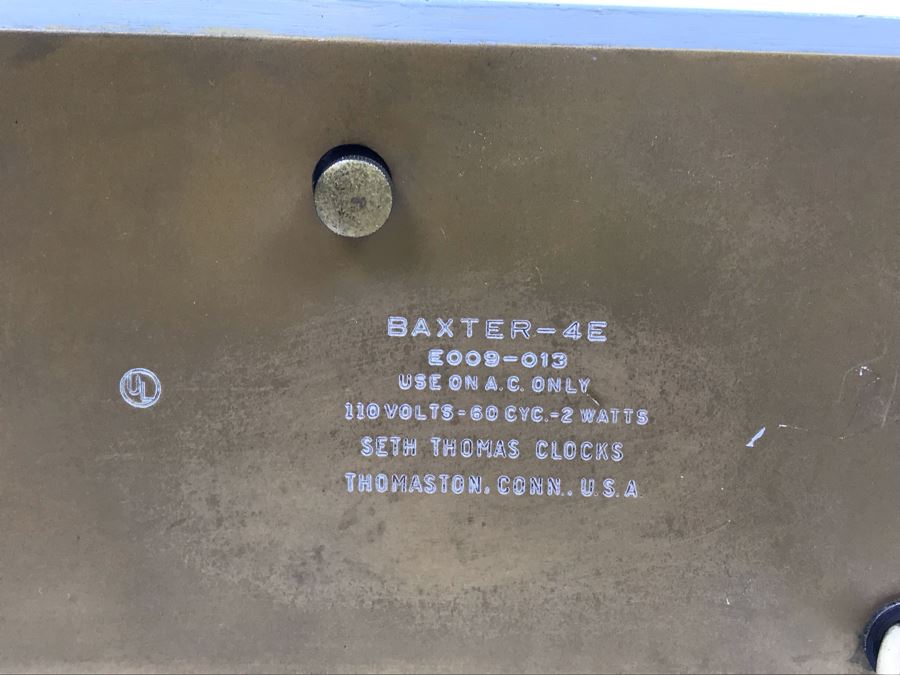 BAXTER-4E
E009-013
USE ON A.C. ONLY
UL
110 VOLTS-60 CYC.-2 WATTS
SETH THOMAS CLOCKS
THOMASTON, CONN., U.S.A